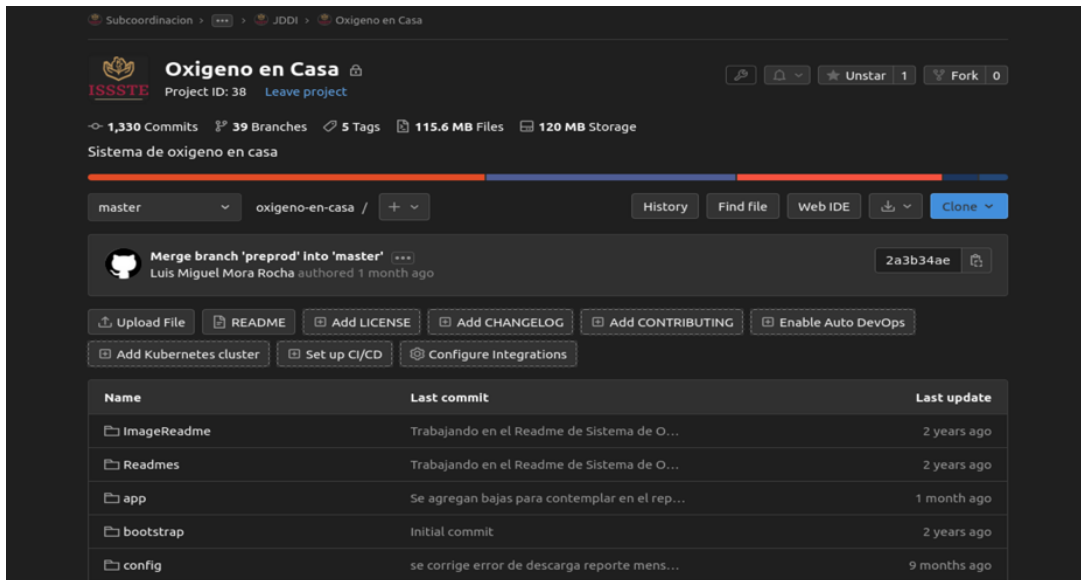 Subcoordinacion > ••• > JDDI > Oxigeno en Casa
ISSSTE
Oxigeno en Casa
Project ID: 38 Leave project
Unstar 1 Fork 0
1,330 Commits 39 Branches 5 Tags 115.6 MB Files 120 MB Storage
Sistema de oxigeno en casa
master oxigeno-en-casa / + History Find file Web IDE Clone
Merge branch 'preprod' into 'master' •••
Luis Miguel Mora Rocha authored 1 month ago
2a3b34ae
Upload File README Add LICENSE Add CHANGELOG Add CONTRIBUTING Enable Auto DevOps
Add Kubernetes cluster Set up CI/CD Configure Integrations
Name Last commit Last update
ImageReadme Trabajando en el Readme de Sistema de O... 2 years ago
Readmes Trabajando en el Readme de Sistema de O... 2 years ago
app Se agregan bajas para contemplar en el rep... 1 month ago
bootstrap Initial commit 2 years ago
config se corrige error de descarga reporte mens... 9 months ago